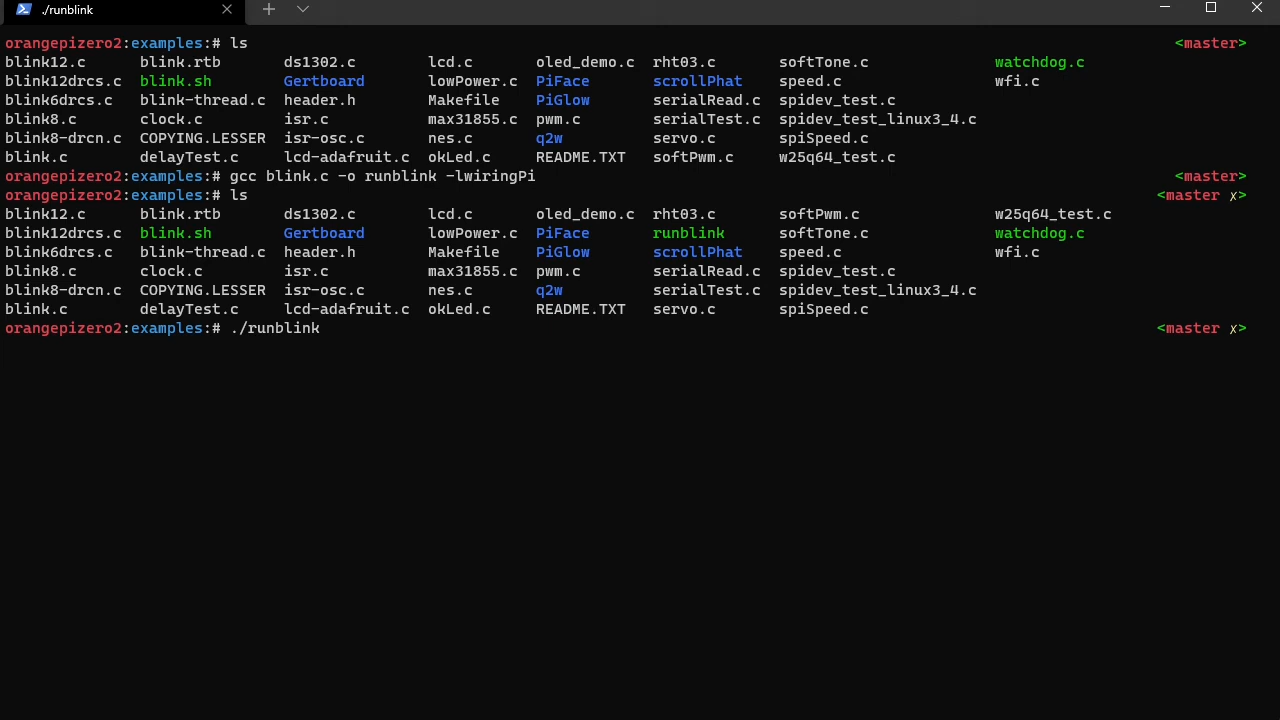 ./runblink
orangepizero2:examples:# ls <master>
blink12.c blink.rtb ds1302.c lcd.c oled_demo.c rht03.c softTone.c watchdog.c
blink12drcs.c blink.sh Gertboard lowPower.c PiFace scrollPhat speed.c wfi.c
blink6drcs.c blink-thread.c header.h Makefile PiGlow serialRead.c spidev_test.c
blink8.c clock.c isr.c max31855.c pwm.c serialTest.c spidev_test_linux3_4.c
blink8-drcn.c COPYING.LESSER isr-osc.c nes.c q2w servo.c spiSpeed.c
blink.c delayTest.c lcd-adafruit.c okLed.c README.TXT softPwm.c w25q64_test.c
orangepizero2:examples:# gcc blink.c -o runblink -lwiringPi <master>
orangepizero2:examples:# ls <master ✗>
blink12.c blink.rtb ds1302.c lcd.c oled_demo.c rht03.c softPwm.c w25q64_test.c
blink12drcs.c blink.sh Gertboard lowPower.c PiFace runblink softTone.c watchdog.c
blink6drcs.c blink-thread.c header.h Makefile PiGlow scrollPhat speed.c wfi.c
blink8.c clock.c isr.c max31855.c pwm.c serialRead.c spidev_test.c
blink8-drcn.c COPYING.LESSER isr-osc.c nes.c q2w serialTest.c spidev_test_linux3_4.c
blink.c delayTest.c lcd-adafruit.c okLed.c README.TXT servo.c spiSpeed.c
orangepizero2:examples:# ./runblink <master ✗>